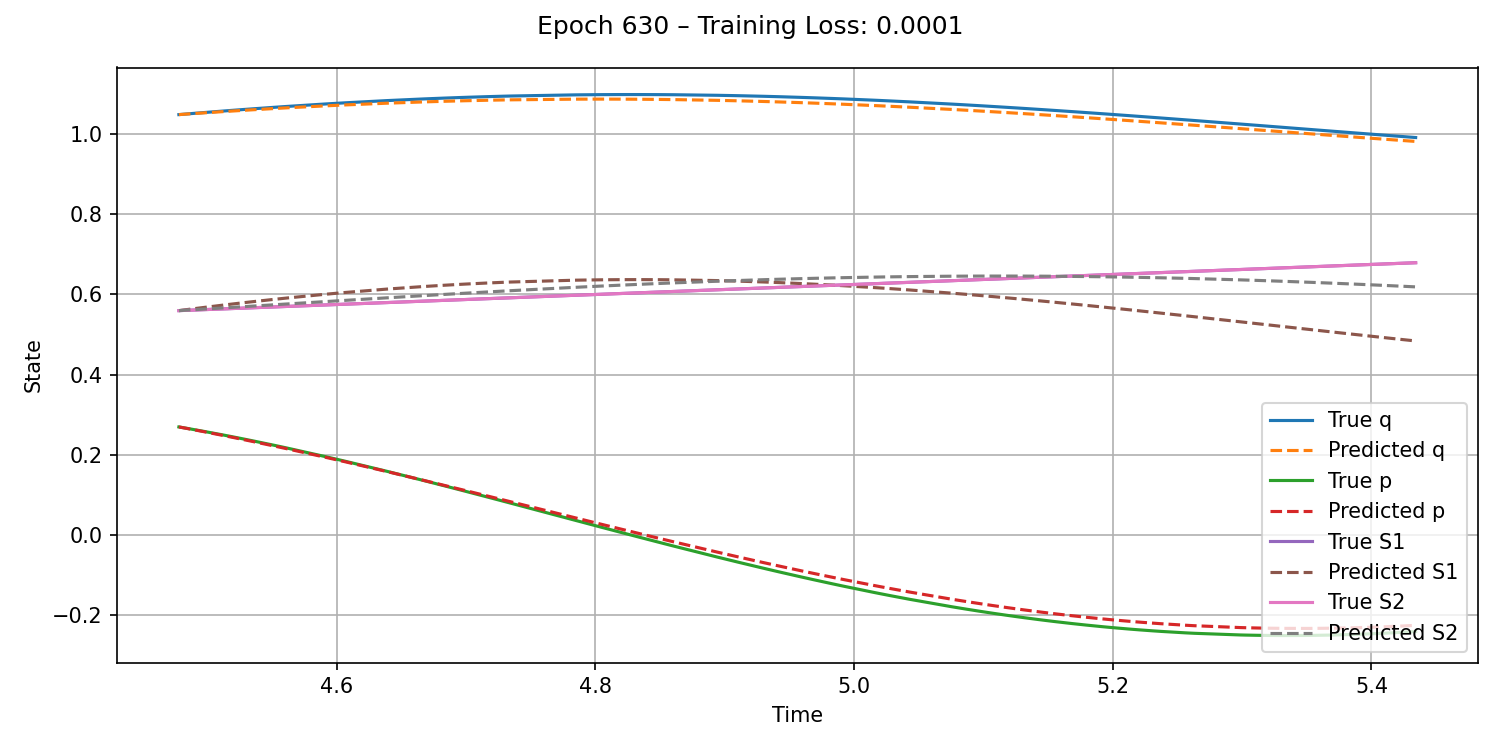 Epoch 630 – Training Loss: 0.0001
State
1.0
0.8
0.6
0.4
0.2
0.0
−0.2
True q
Predicted q
True p
Predicted p
True S1
Predicted S1
True S2
Predicted S2
4.6 4.8 5.0 5.2 5.4
Time